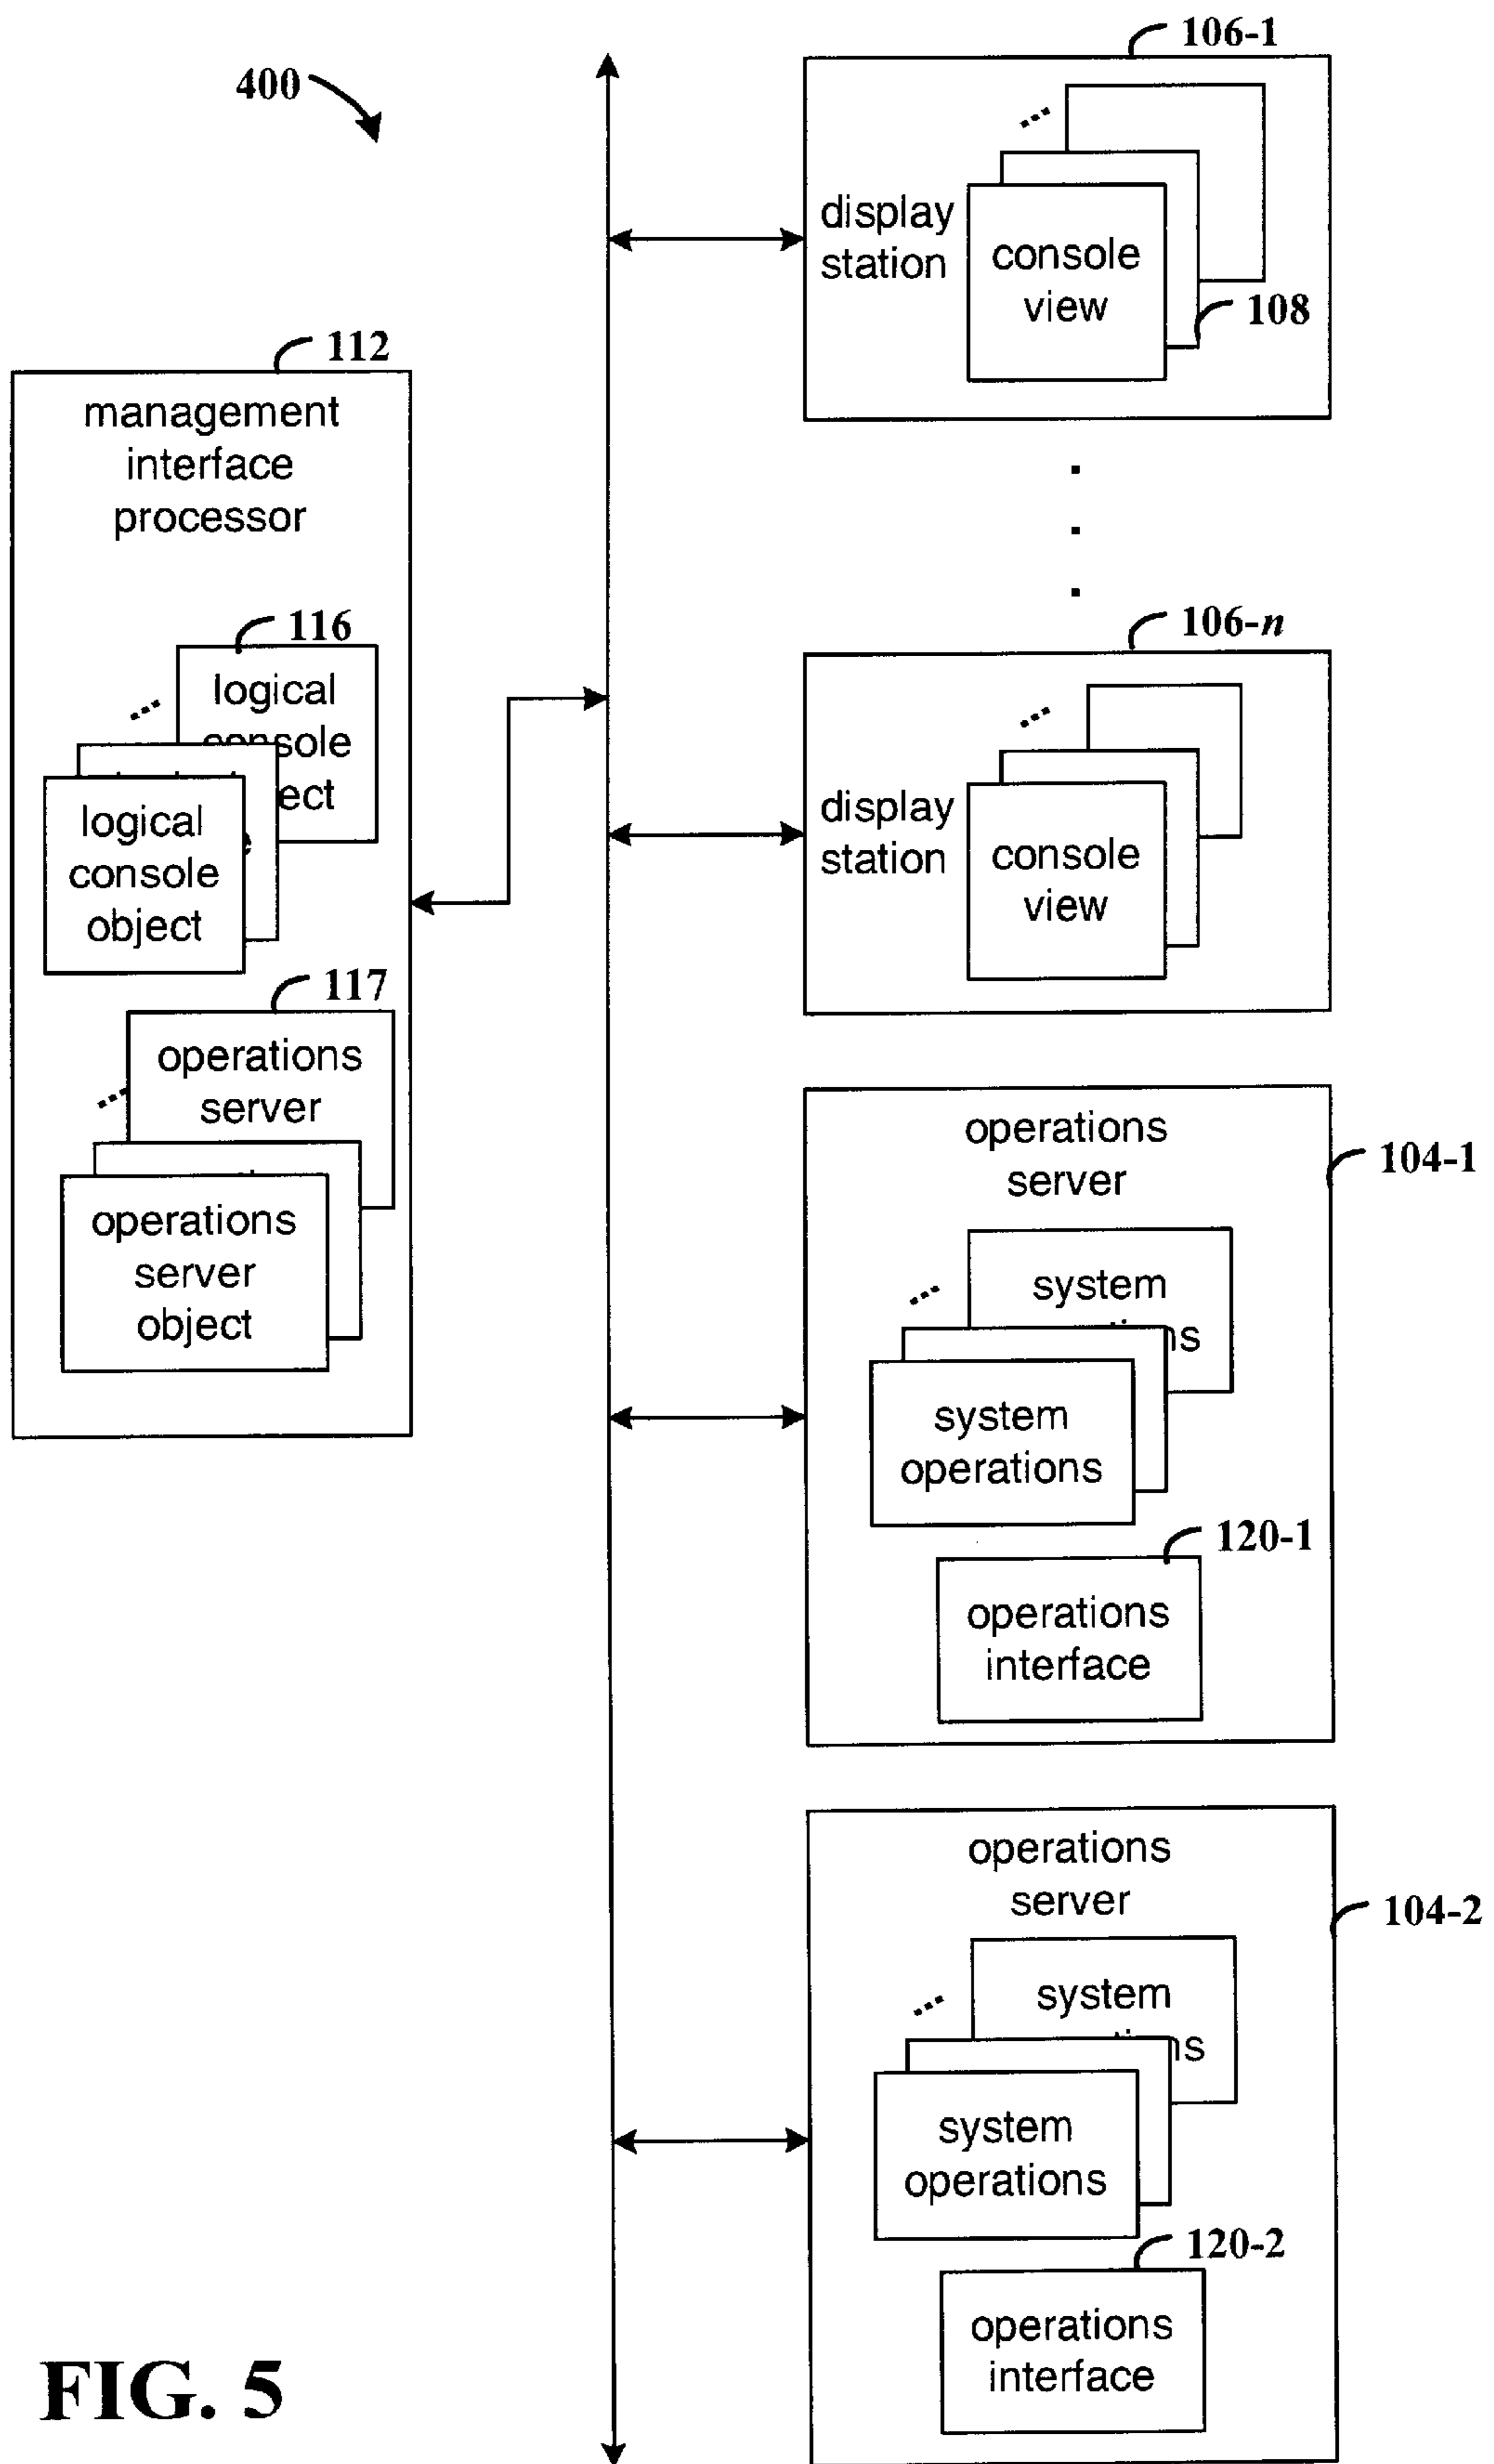 400
106-1
display
station
console
view
108
112
management
interface
processor
116
logical
console
object
logical
console
object
106-n
display
station
console
view
117
operations
server
operations
server
object
operations
server
104-1
system
system
operations
120-1
operations
interface
operations
server
104-2
system
system
operations
120-2
operations
interface
FIG. 5